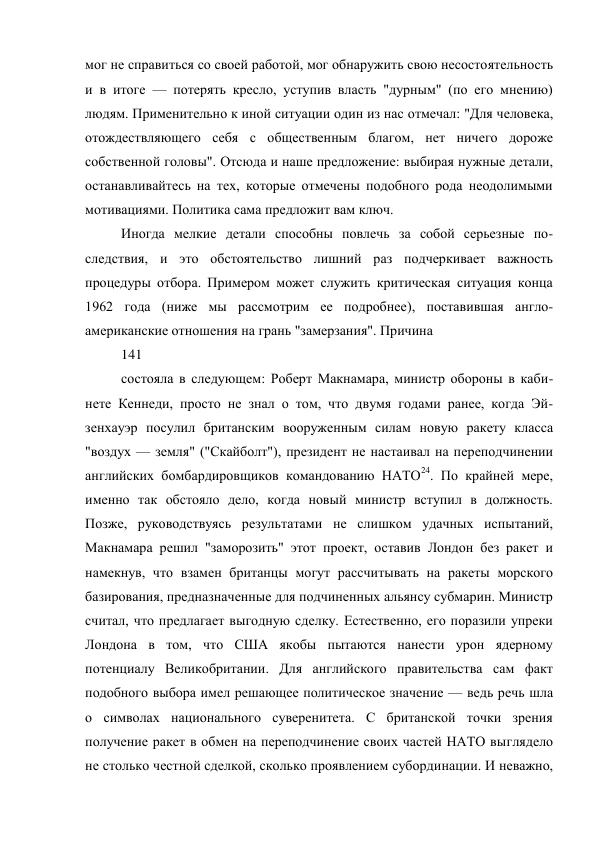 мог не справиться со своей работой, мог обнаружить свою несостоятельность
и в итоге — потерять кресло, уступив власть "дурным" (по его мнению)
людям. Применительно к иной ситуации один из нас отмечал: "Для человека,
отождествляющего себя с общественным благом, нет ничего дороже
собственной головы". Отсюда и наше предложение: выбирая нужные детали,
останавливайтесь на тех, которые отмечены подобного рода неодолимыми
мотивациями. Политика сама предложит вам ключ.
Иногда мелкие детали способны повлечь за собой серьезные по-
следствия, и это обстоятельство лишний раз подчеркивает важность
процедуры отбора. Примером может служить критическая ситуация конца
1962 года (ниже мы рассмотрим ее подробнее), поставившая англо-
американские отношения на грань "замерзания". Причина
141
состояла в следующем: Роберт Макнамара, министр обороны в каби-
нете Кеннеди, просто не знал о том, что двумя годами ранее, когда Эй-
зенхауэр посулил британским вооруженным силам новую ракету класса
"воздух — земля" ("Скайболт"), президент не настаивал на переподчинении
английских бомбардировщиков командованию НАТО24. По крайней мере,
именно так обстояло дело, когда новый министр вступил в должность.
Позже, руководствуясь результатами не слишком удачных испытаний,
Макнамара решил "заморозить" этот проект, оставив Лондон без ракет и
намекнув, что взамен британцы могут рассчитывать на ракеты морского
базирования, предназначенные для подчиненных альянсу субмарин. Министр
считал, что предлагает выгодную сделку. Естественно, его поразили упреки
Лондона в том, что США якобы пытаются нанести урон ядерному
потенциалу Великобритании. Для английского правительства сам факт
подобного выбора имел решающее политическое значение — ведь речь шла
о символах национального суверенитета. С британской точки зрения
получение ракет в обмен на переподчинение своих частей НАТО выглядело
не столько честной сделкой, сколько проявлением субординации. И неважно,